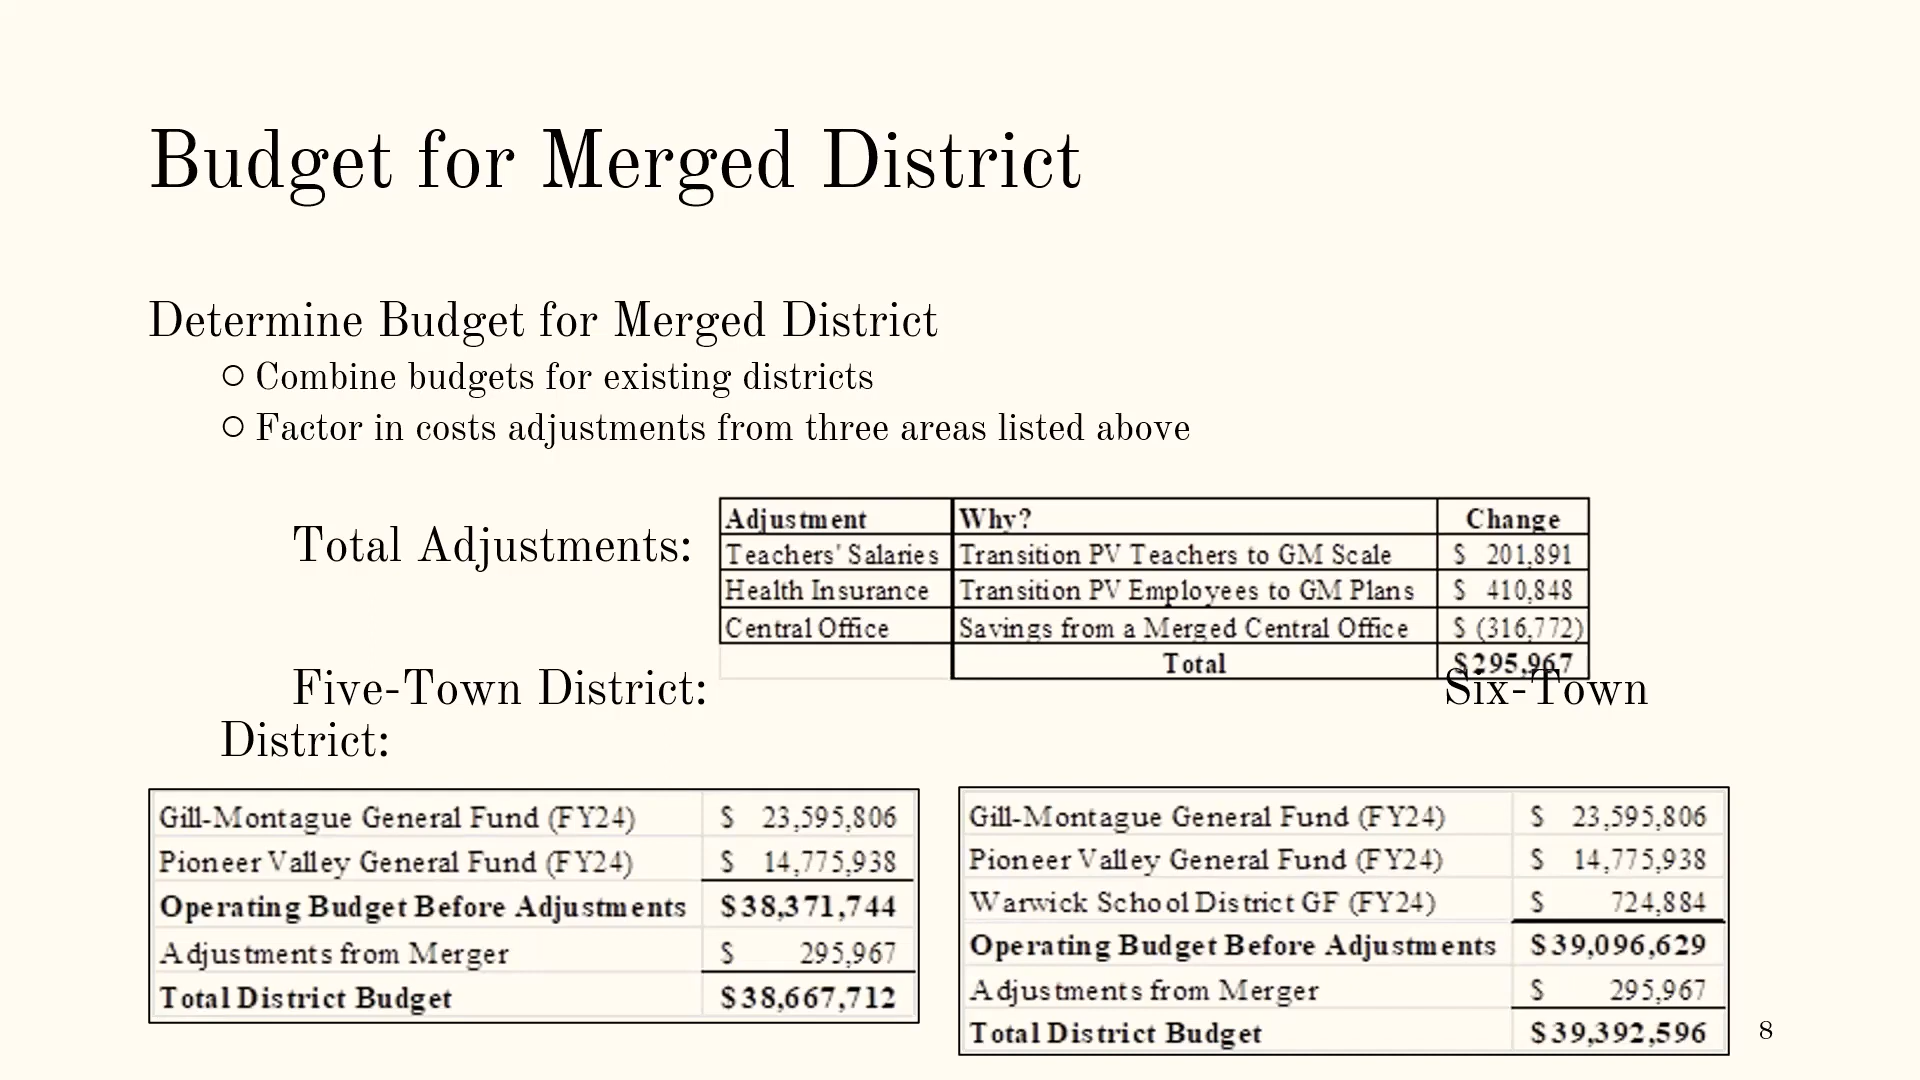 Budget for Merged District
Determine Budget for Merged District
○ Combine budgets for existing districts
○ Factor in costs adjustments from three areas listed above
Total Adjustments:
Adjustment Why? Change
Teachers' Salaries Transition PV Teachers to GM Scale $ 201,891
Health Insurance Transition PV Employees to GM Plans $ 410,848
Central Office Savings from a Merged Central Office $ (316,772)
Total $295,967
Five-Town District: Six-Town
District:
Gill-Montague General Fund (FY24) $ 23,595,806
Pioneer Valley General Fund (FY24) $ 14,775,938
Operating Budget Before Adjustments $38,371,744
Adjustments from Merger $ 295,967
Total District Budget $38,667,712
Gill-Montague General Fund (FY24) $ 23,595,806
Pioneer Valley General Fund (FY24) $ 14,775,938
Warwick School District GF (FY24) $ 724,884
Operating Budget Before Adjustments $39,096,629
Adjustments from Merger $ 295,967
Total District Budget $39,392,596
8